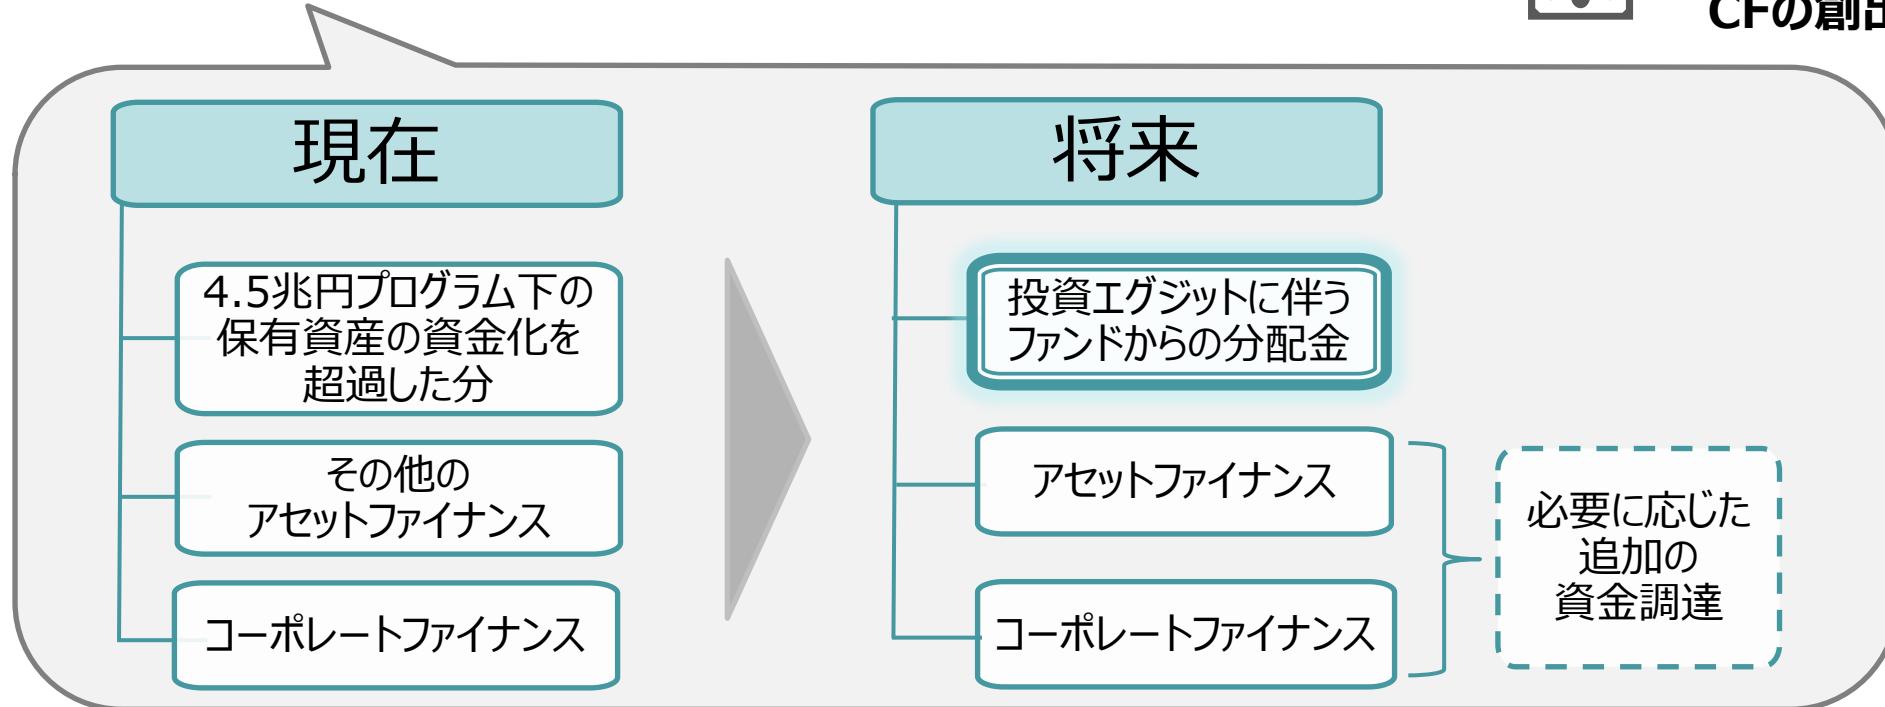 CFの創出
現在
4.5兆円プログラム下の
保有資産の資金化を
超過した分
その他の
アセットファイナンス
コーポレートファイナンス
将来
投資エグジットに伴う
ファンドからの分配金
アセットファイナンス
コーポレートファイナンス
必要に応じた
追加の
資金調達